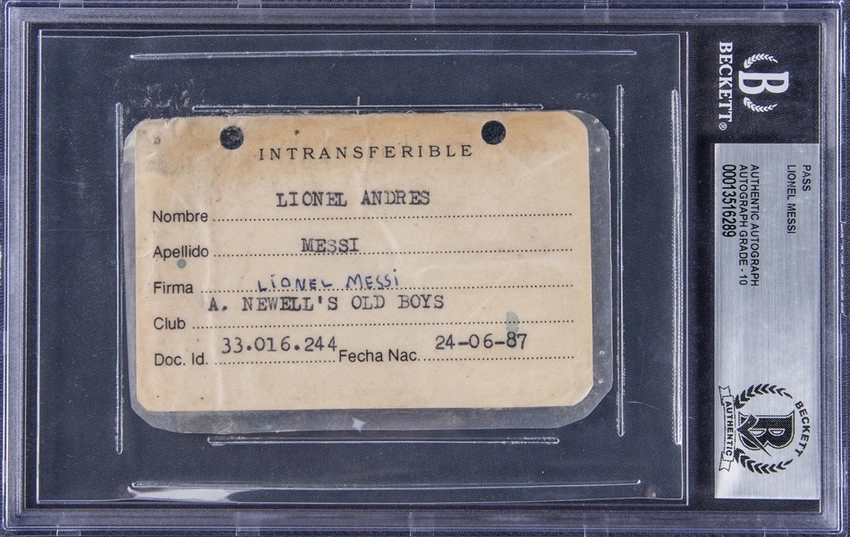 INTRANSFERIBLE
Nombre LIONEL ANDRES
Apellido MESSI
Firma LIONEL MESSI
Club A. NEWELL'S OLD BOYS
Doc. Id. 33.016.244 Fecha Nac. 24-06-87
B
BECKETT®
PASS
LIONEL MESSI
AUTHENTIC AUTOGRAPH
AUTOGRAPH GRADE - 10
00013516289
BECKETT
B
AUTHENTIC